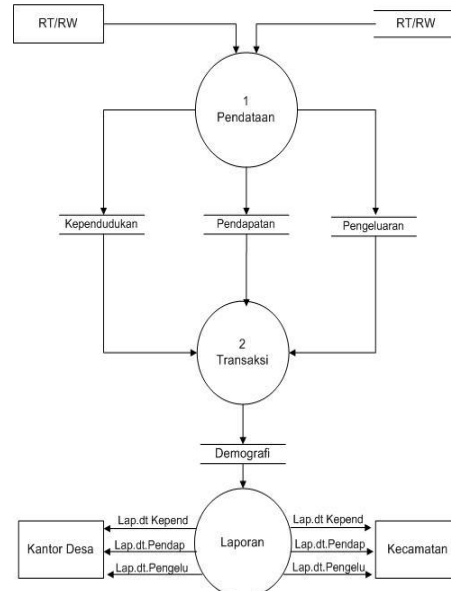 RT/RW
RT/RW
1
Pendataan
Kependudukan
Pendapatan
Pengeluaran
2
Transaksi
Demografi
Lap.dt Kepend
Lap.dt Kepend
Kantor Desa
Lap.dt.Pendap
Laporan
Lap.dt.Pendap
Kecamatan
Lap.dt.Pengelu
Lap.dt.Pengelu